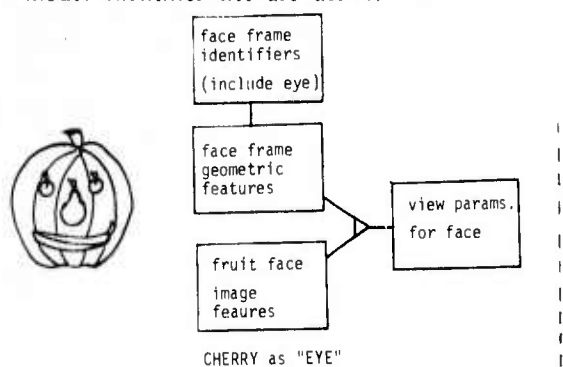 face frame
identifiers
(include eye)
face frame
geometric
features
view params.
for face
fruit face
image
feaures
CHERRY as "EYE"